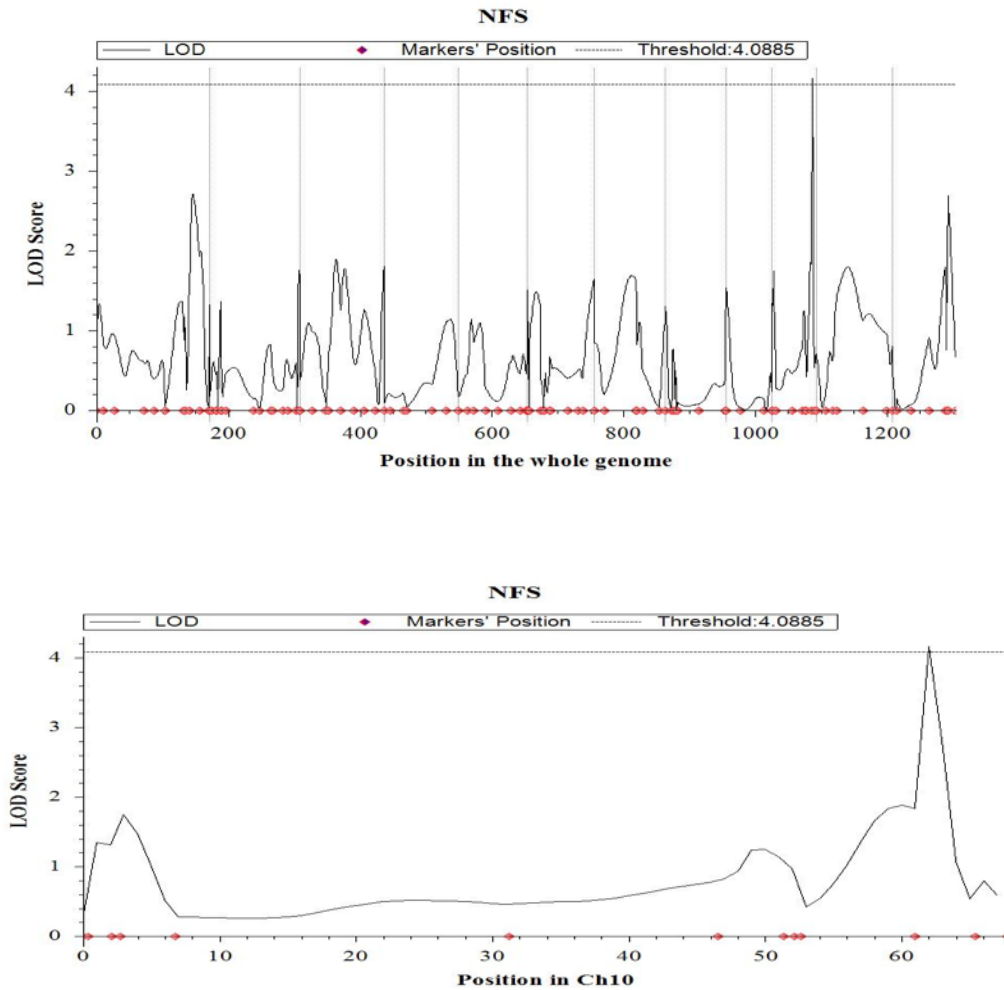 NFS
LOD Markers' Position Threshold:4.0885
4
3
2
1
0
LOD Score
0 200 400 600 800 1000 1200
Position in the whole genome
NFS
LOD Markers' Position Threshold:4.0885
4
3
2
1
0
LOD Score
0 20 30 40 50 60
10
Position in Ch10